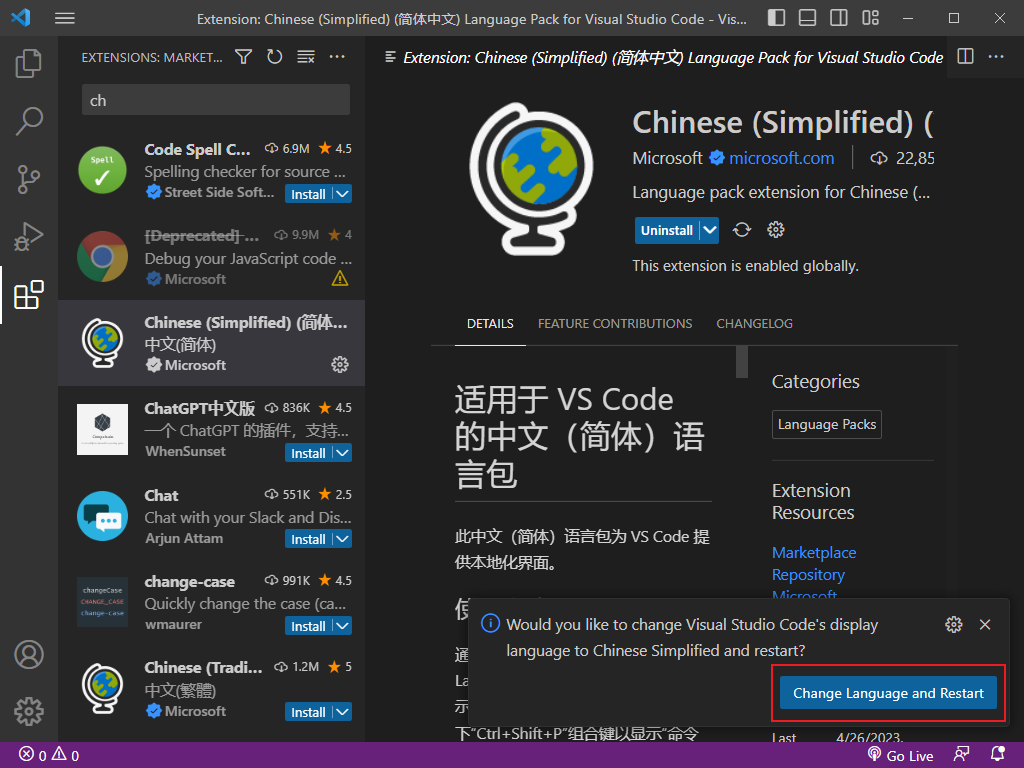 Extension: Chinese (Simplified) (简体中文) Language Pack for Visual Studio Code - Vis...
EXTENSIONS: MARKET...
ch
Code Spell C... 6.9M 4.5
Spelling checker for source ...
Street Side Soft... Install
[Deprecated] ... 9.9M 4
Debug your JavaScript code ...
Microsoft
Chinese (Simplified) (简体...
中文(简体)
Microsoft
ChatGPT中文版 836K 4.5
一个 ChatGPT 的插件，支持...
WhenSunset Install
Chat 551K 2.5
Chat with your Slack and Dis...
Arjun Attam Install
changeCase
CHANGE_CASE
change-case
change-case 991K 4.5
Quickly change the case (ca...
wmaurer Install
Chinese (Tradi... 1.2M 5
中文(繁體)
Microsoft Install
Extension: Chinese (Simplified) (简体中文) Language Pack for Visual Studio Code
Chinese (Simplified) (
Microsoft microsoft.com 22,85
Language pack extension for Chinese (...
Uninstall
This extension is enabled globally.
DETAILS FEATURE CONTRIBUTIONS CHANGELOG
适用于 VS Code
的中文（简体）语
言包
此中文（简体）语言包为 VS Code 提
供本地化界面。
使
通
La
示
下"Ctrl+Shift+P"组合键以显示"命令
Categories
Language Packs
Extension
Resources
Marketplace
Repository
Microsoft
Would you like to change Visual Studio Code's display
language to Chinese Simplified and restart?
Change Language and Restart
Last 4/26/2023,
0 0 Go Live
Spell